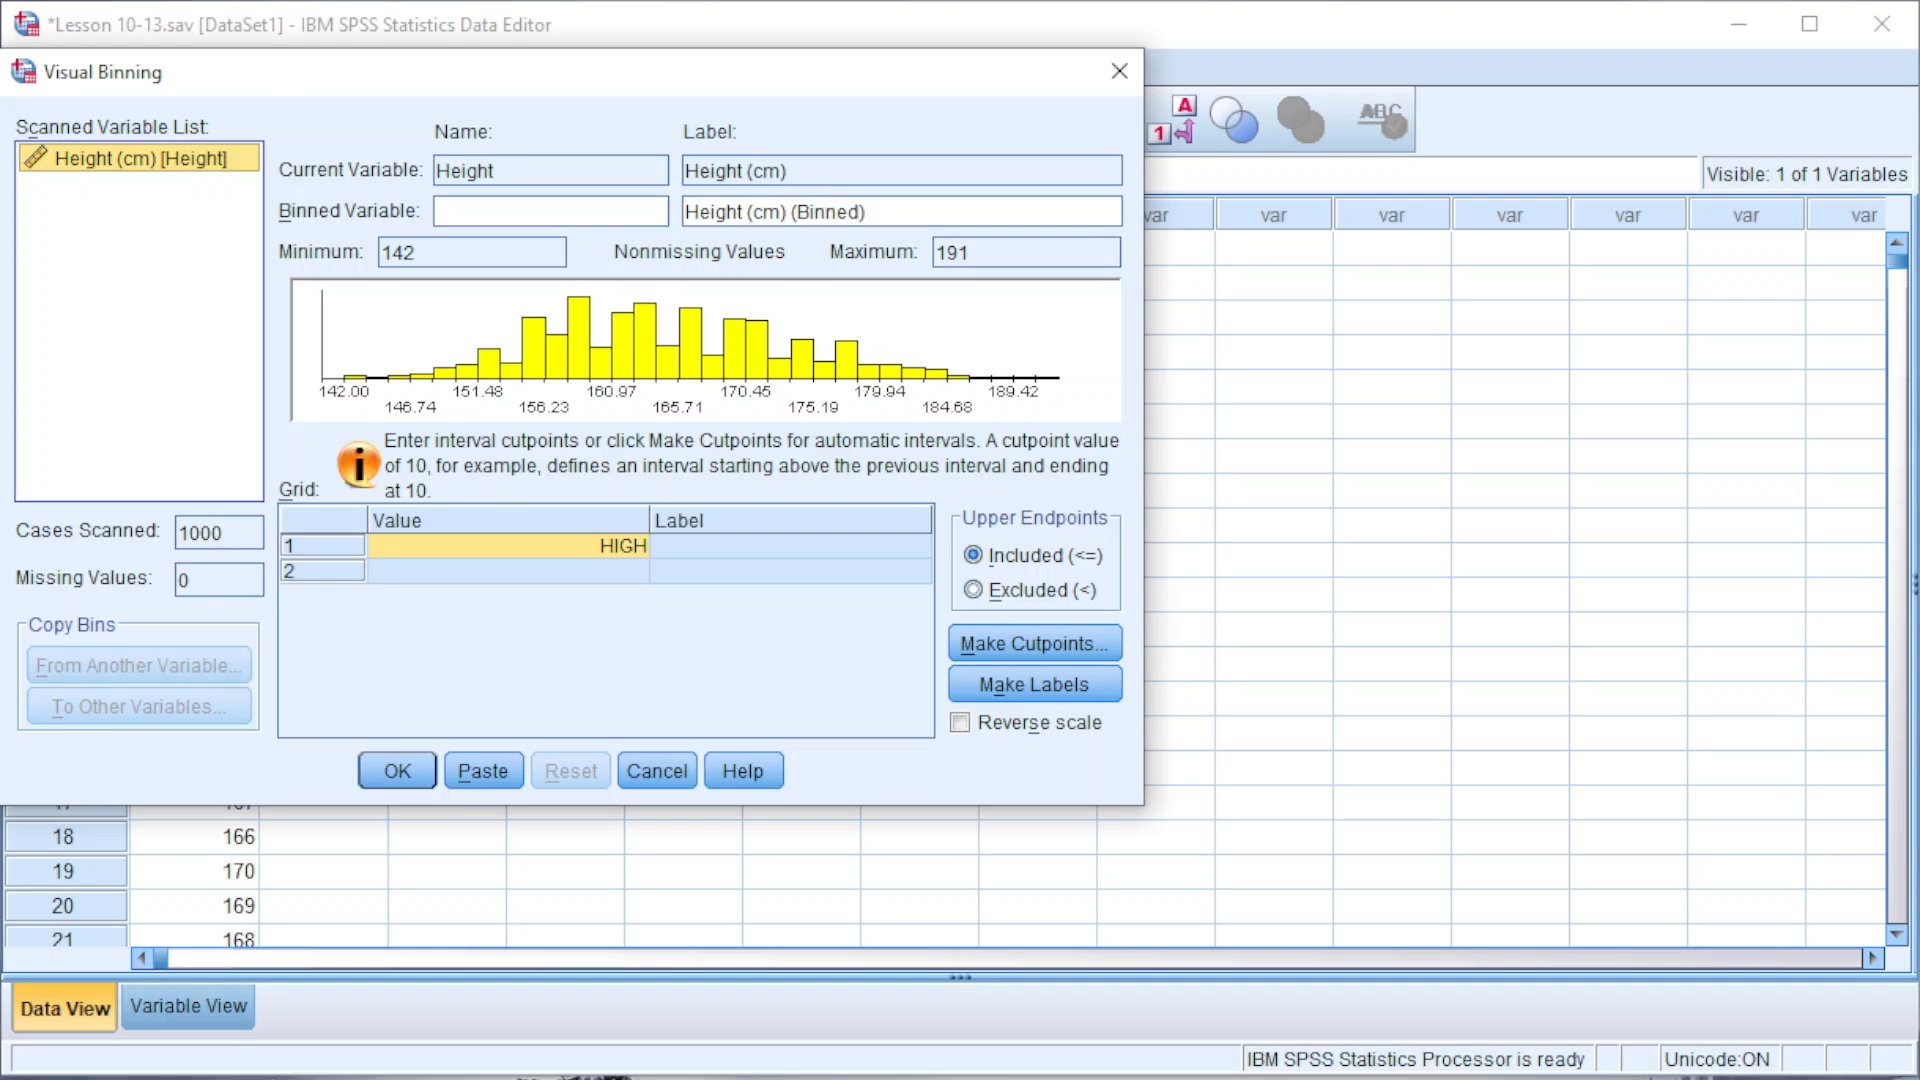 *Lesson 10-13.sav [DataSet1] - IBM SPSS Statistics Data Editor
Visual Binning
Scanned Variable List:
Height (cm) [Height]
Name:
Label:
Current Variable:
Height
Height (cm)
Binned Variable:
Height (cm) (Binned)
Minimum:
142
Nonmissing Values
Maximum:
191
142.00 151.48 160.97 170.45 179.94 189.42
146.74 156.23 165.71 175.19 184.68
Enter interval cutpoints or click Make Cutpoints for automatic intervals. A cutpoint value
of 10, for example, defines an interval starting above the previous interval and ending
at 10.
Grid:
Value Label
1 HIGH
2
Cases Scanned: 1000
Missing Values: 0
Copy Bins
From Another Variable...
To Other Variables...
Upper Endpoints
Included (<=)
Excluded (<)
Make Cutpoints...
Make Labels
Reverse scale
OK Paste Reset Cancel Help
A
1
ABC
Visible: 1 of 1 Variables
var var var var var var var
18 166
19 170
20 169
21 168
Data View Variable View
IBM SPSS Statistics Processor is ready
Unicode:ON